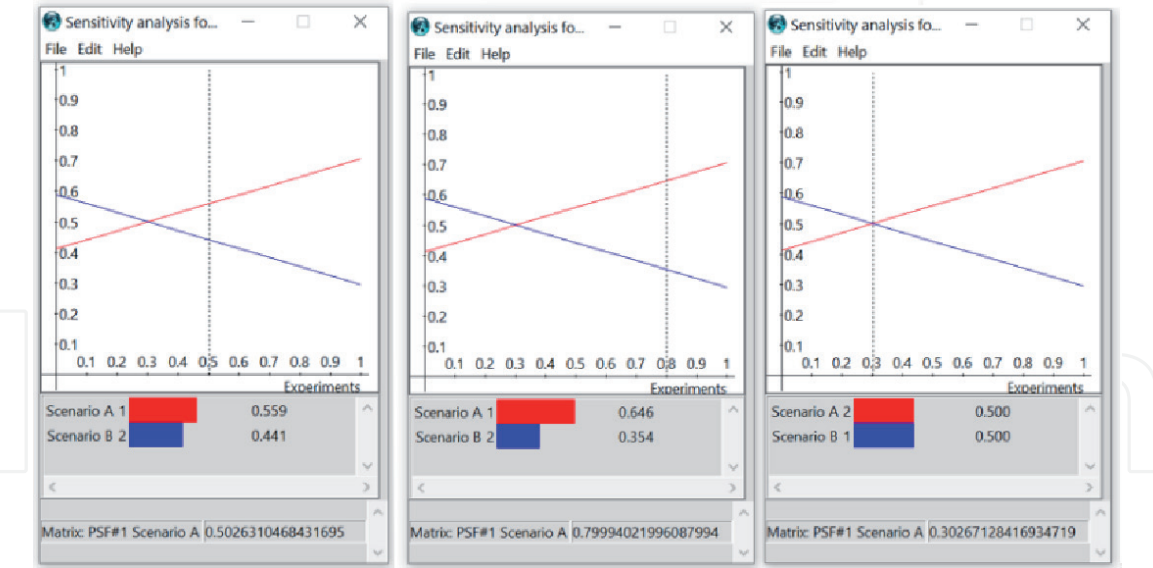 Sensitivity analysis fo...
File Edit Help
1
0.9
0.8
0.7
0.6
0.5
0.4
0.3
0.2
0.1
0.1 0.2 0.3 0.4 0.5 0.6 0.7 0.8 0.9 1
Experiments
Scenario A 1 0.559
Scenario B 2 0.441
Matrix: PSF#1 Scenario A 0.50263104684316​95
Sensitivity analysis fo...
File Edit Help
1
0.9
0.8
0.7
0.6
0.5
0.4
0.3
0.2
0.1
0.1 0.2 0.3 0.4 0.5 0.6 0.7 0.8 0.9 1
Experiments
Scenario A 1 0.646
Scenario B 2 0.354
Matrix: PSF#1 Scenario A 0.79994021996087994
Sensitivity analysis fo...
File Edit Help
1
0.9
0.8
0.7
0.6
0.5
0.4
0.3
0.2
0.1
0.1 0.2 0.3 0.4 0.5 0.6 0.7 0.8 0.9 1
Experiments
Scenario A 2 0.500
Scenario B 1 0.500
Matrix: PSF#1 Scenario A 0.30267128416934719